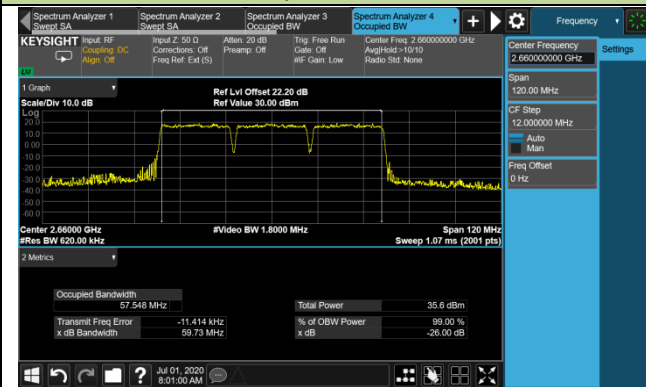 Spectrum Analyzer 1
Swept SA
Spectrum Analyzer 2
Swept SA
Spectrum Analyzer 3
Occupied BW
Spectrum Analyzer 4
Occupied BW
Frequency
KEYSIGHT
Input: RF
Coupling: DC
Align: Off
Input Z: 50 Ω
Corrections: Off
Freq Ref: Ext (S)
Atten: 20 dB
Preamp: Off
Trig: Free Run
Gate: Off
#IF Gain: Low
Center Freq: 2.660000000 GHz
Avg|Hold:>10/10
Radio Std: None
Center Frequency
2.660000000 GHz
Settings
Span
120.00 MHz
CF Step
12.000000 MHz
Auto
Man
Freq Offset
0 Hz
1 Graph
Scale/Div 10.0 dB
Ref Lvl Offset 22.20 dB
Ref Value 30.00 dBm
Log
20.0
10.0
0.00
-10.0
-20.0
-30.0
-40.0
-50.0
-60.0
Center 2.66000 GHz
#Res BW 620.00 kHz
#Video BW 1.8000 MHz
Span 120 MHz
Sweep 1.07 ms (2001 pts)
2 Metrics
Occupied Bandwidth
57.548 MHz
Total Power 35.6 dBm
Transmit Freq Error -11.414 kHz
% of OBW Power 99.00 %
x dB Bandwidth 59.73 MHz
x dB -26.00 dB
?
Jul 01, 2020
8:01:00 AM